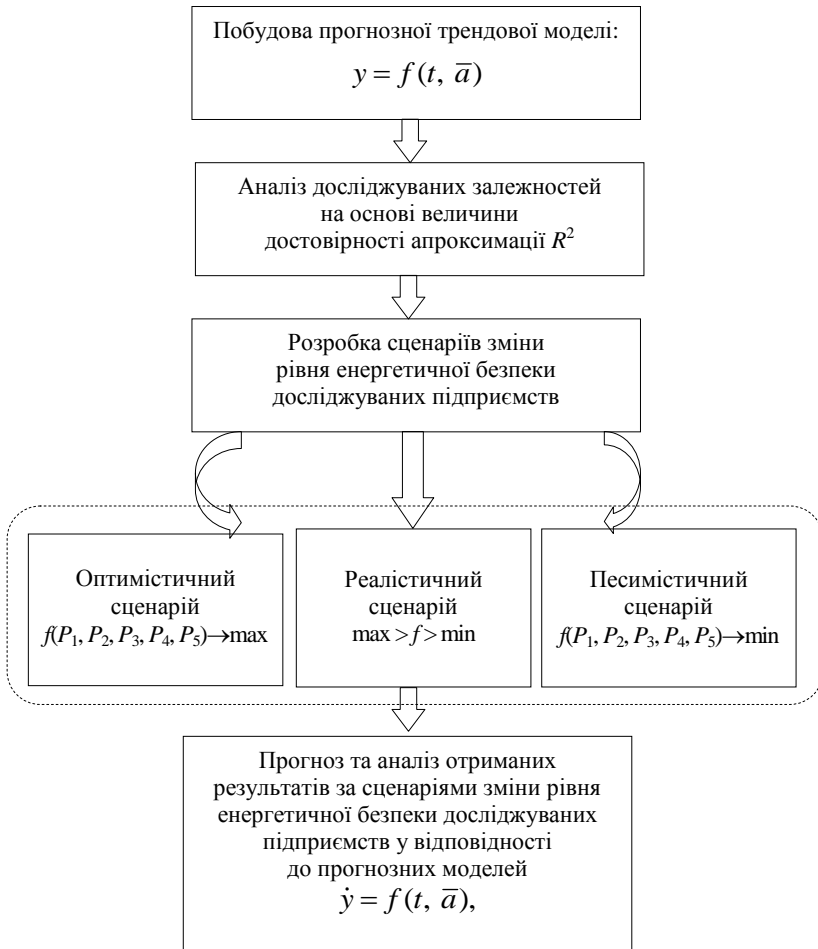 Побудова прогнозної трендової моделі:
y = f(t, a̅)
Аналіз досліджуваних залежностей
на основі величини
достовірності апроксимації R²
Розробка сценаріїв зміни
рівня енергетичної безпеки
досліджуваних підприємств
Оптимістичний
сценарій
f(P₁, P₂, P₃, P₄, P₅)→max
Реалістичний
сценарій
max > f > min
Песимістичний
сценарій
f(P₁, P₂, P₃, P₄, P₅)→min
Прогноз та аналіз отриманих
результатів за сценаріями зміни рівня
енергетичної безпеки досліджуваних
підприємств у відповідності
до прогнозних моделей
ẏ = f(t, a̅),